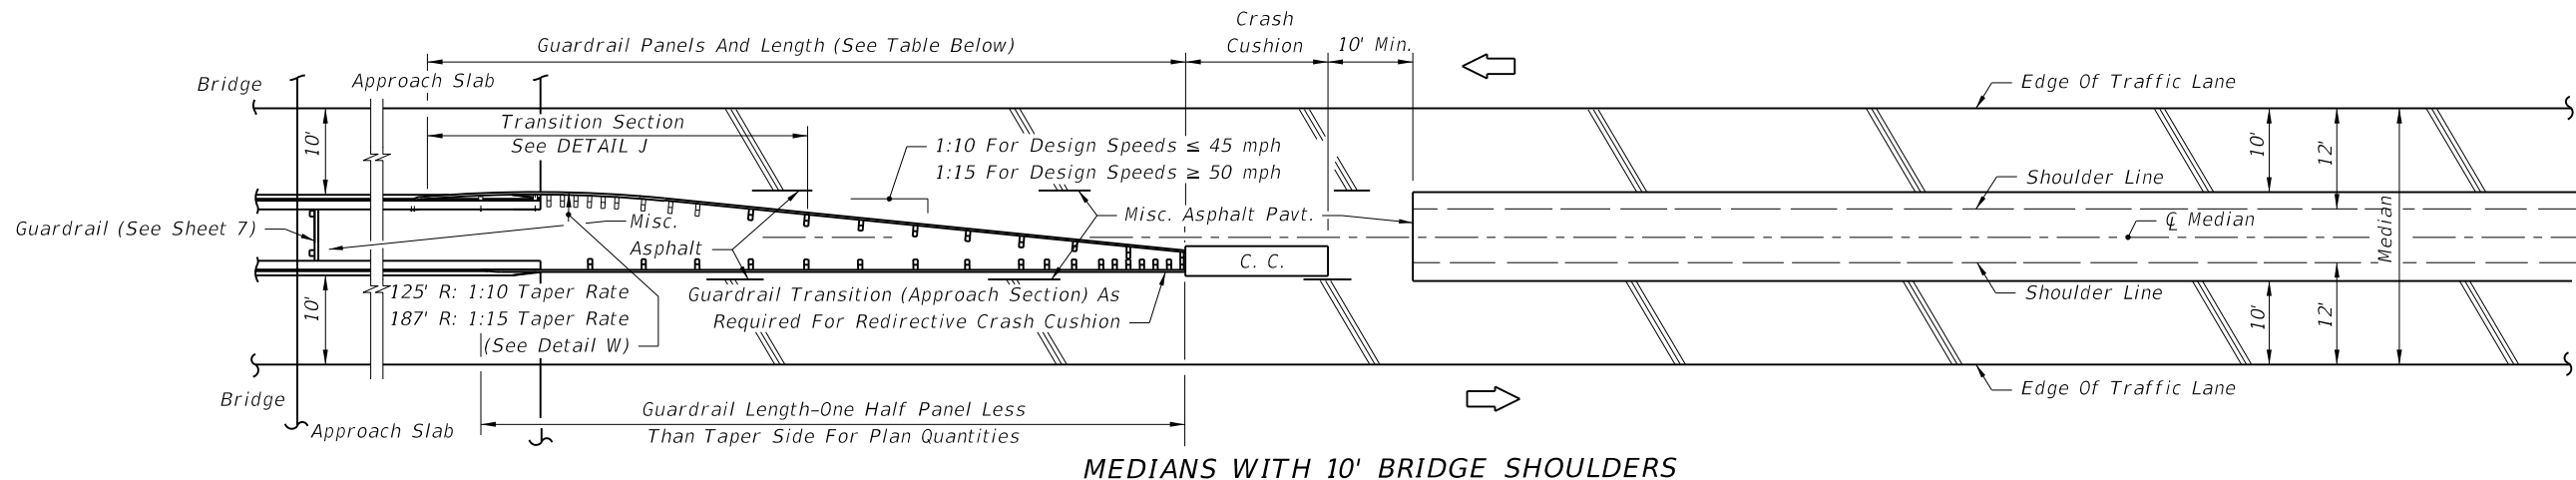 Crash
Cushion
Guardrail Panels And Length (See Table Below)
10' Min.
Bridge
Approach Slab
Edge Of Traffic Lane
Transition Section
See DETAIL J
10'
1:10 For Design Speeds ≤ 45 mph
1:15 For Design Speeds ≥ 50 mph
10'
12'
Shoulder Line
Guardrail (See Sheet 7)
Misc.
Asphalt
Misc. Asphalt Pavt.
℄ Median
Median
C. C.
10'
125' R: 1:10 Taper Rate
187' R: 1:15 Taper Rate
(See Detail W)
Guardrail Transition (Approach Section) As
Required For Redirective Crash Cushion
Shoulder Line
10'
12'
Edge Of Traffic Lane
Bridge
Approach Slab
Guardrail Length-One Half Panel Less
Than Taper Side For Plan Quantities
MEDIANS WITH 10' BRIDGE SHOULDERS